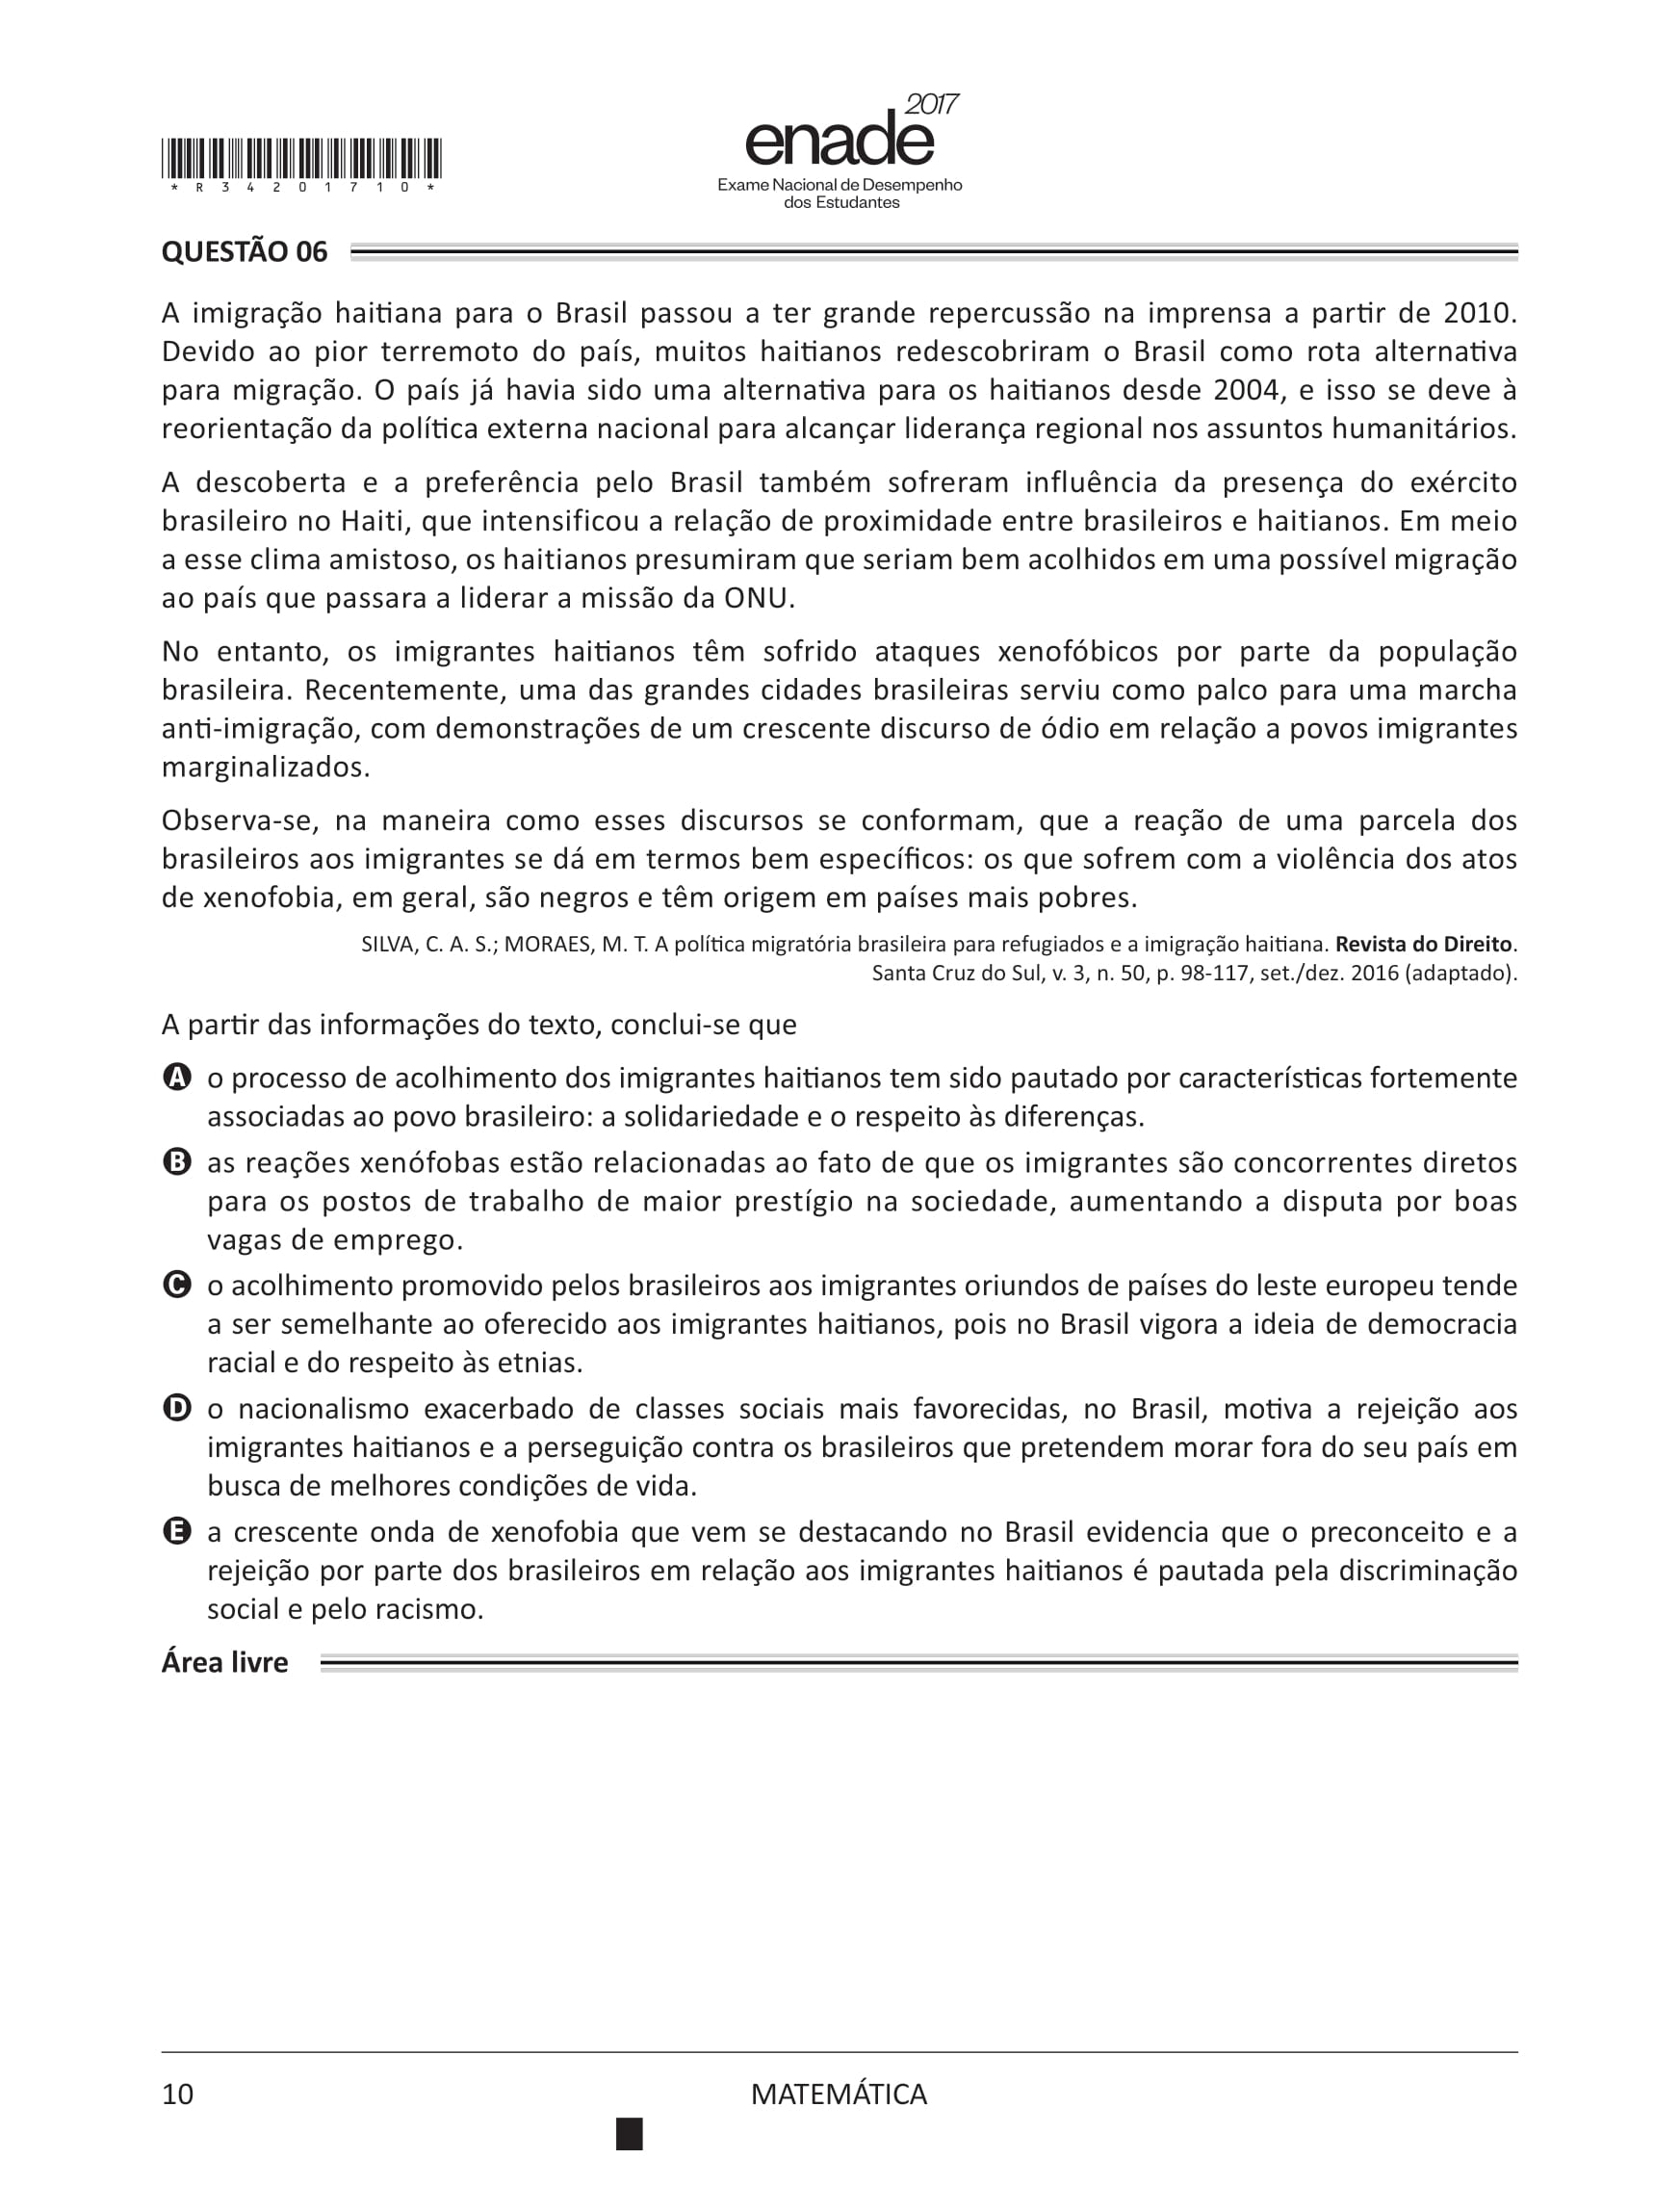 enade 2017
Exame Nacional de Desempenho
dos Estudantes
* R 3 4 2 0 1 7 1 0 *
QUESTÃO 06
A imigração haitiana para o Brasil passou a ter grande repercussão na imprensa a partir de 2010.
Devido ao pior terremoto do país, muitos haitianos redescobriram o Brasil como rota alternativa
para migração. O país já havia sido uma alternativa para os haitianos desde 2004, e isso se deve à
reorientação da política externa nacional para alcançar liderança regional nos assuntos humanitários.
A descoberta e a preferência pelo Brasil também sofreram influência da presença do exército
brasileiro no Haiti, que intensificou a relação de proximidade entre brasileiros e haitianos. Em meio
a esse clima amistoso, os haitianos presumiram que seriam bem acolhidos em uma possível migração
ao país que passara a liderar a missão da ONU.
No entanto, os imigrantes haitianos têm sofrido ataques xenofóbicos por parte da população
brasileira. Recentemente, uma das grandes cidades brasileiras serviu como palco para uma marcha
anti-imigração, com demonstrações de um crescente discurso de ódio em relação a povos imigrantes
marginalizados.
Observa-se, na maneira como esses discursos se conformam, que a reação de uma parcela dos
brasileiros aos imigrantes se dá em termos bem específicos: os que sofrem com a violência dos atos
de xenofobia, em geral, são negros e têm origem em países mais pobres.
SILVA, C. A. S.; MORAES, M. T. A política migratória brasileira para refugiados e a imigração haitiana. Revista do Direito.
Santa Cruz do Sul, v. 3, n. 50, p. 98-117, set./dez. 2016 (adaptado).
A partir das informações do texto, conclui-se que
A o processo de acolhimento dos imigrantes haitianos tem sido pautado por características fortemente
associadas ao povo brasileiro: a solidariedade e o respeito às diferenças.
B as reações xenófobas estão relacionadas ao fato de que os imigrantes são concorrentes diretos
para os postos de trabalho de maior prestígio na sociedade, aumentando a disputa por boas
vagas de emprego.
C o acolhimento promovido pelos brasileiros aos imigrantes oriundos de países do leste europeu tende
a ser semelhante ao oferecido aos imigrantes haitianos, pois no Brasil vigora a ideia de democracia
racial e do respeito às etnias.
D o nacionalismo exacerbado de classes sociais mais favorecidas, no Brasil, motiva a rejeição aos
imigrantes haitianos e a perseguição contra os brasileiros que pretendem morar fora do seu país em
busca de melhores condições de vida.
E a crescente onda de xenofobia que vem se destacando no Brasil evidencia que o preconceito e a
rejeição por parte dos brasileiros em relação aos imigrantes haitianos é pautada pela discriminação
social e pelo racismo.
Área livre
10
MATEMÁTICA